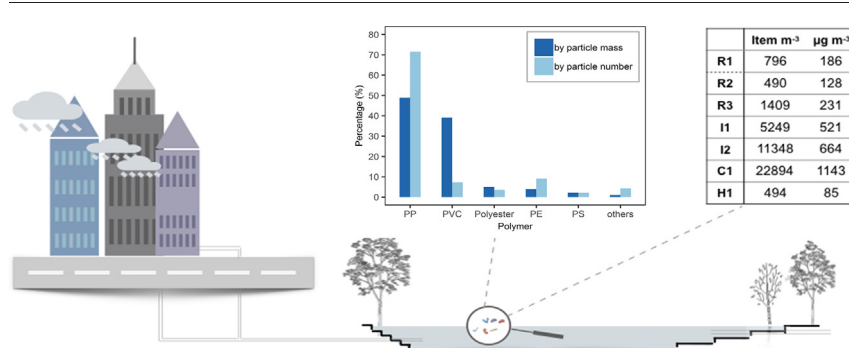 by particle mass
by particle number
Percentage (%)
80
70
60
50
40
30
20
10
0
PP PVC Polyester PE PS others
Polymer
Item m-3 µg m-3
R1 796 186
R2 490 128
R3 1409 231
I1 5249 521
I2 11348 664
C1 22894 1143
H1 494 85